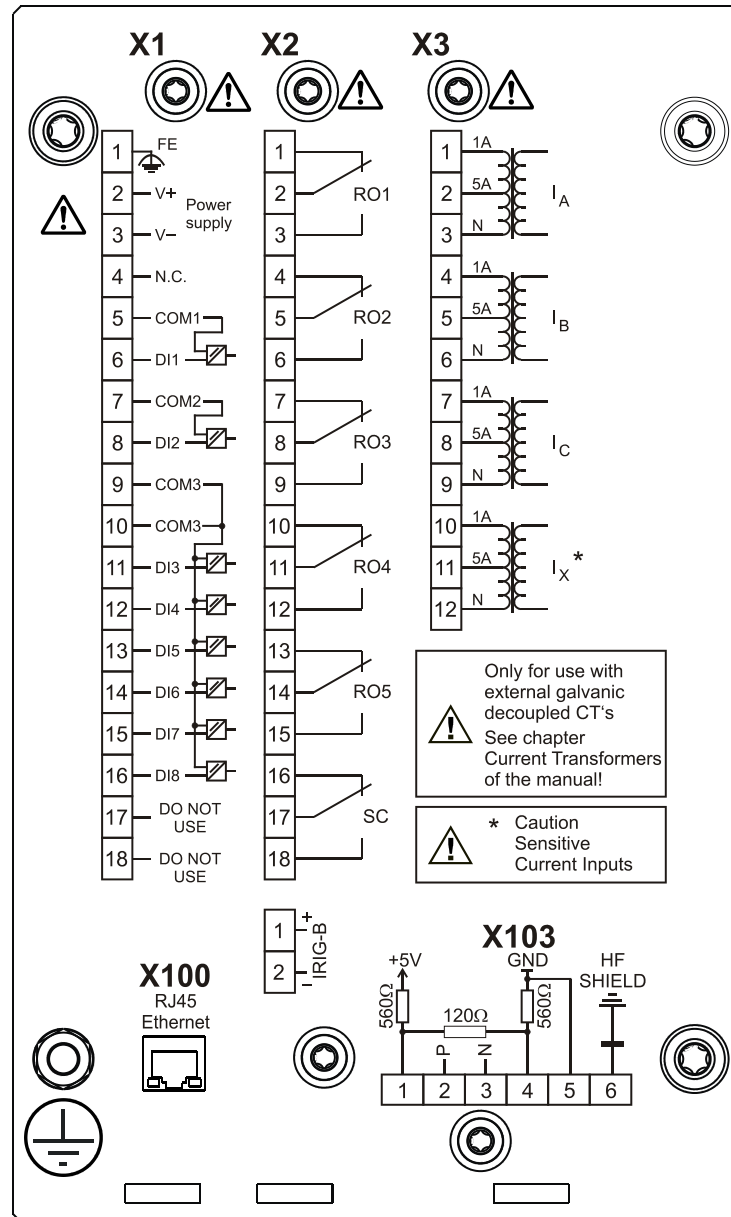 X1
X2
X3
1 FE
2 V+
Power
supply
3 V–
4 N.C.
5 COM1
6 DI1
7 COM2
8 DI2
9 COM3
10 COM3
11 DI3
12 DI4
13 DI5
14 DI6
15 DI7
16 DI8
17 DO NOT
USE
18 DO NOT
USE
1
2 RO1
3
4
5 RO2
6
7
8 RO3
9
10
11 RO4
12
13
14 RO5
15
16
17 SC
18
1 1A
2 5A IA
3 N
4 1A
5 5A IB
6 N
7 1A
8 5A IC
9 N
10 1A
11 5A IX*
12 N
Only for use with
external galvanic
decoupled CT‘s
See chapter
Current Transformers
of the manual!
* Caution
Sensitive
Current Inputs
1 +
2 –
IRIG-B
X100
RJ45
Ethernet
X103
+5V
GND
HF
SHIELD
560Ω
120Ω
560Ω
P
N
1 2 3 4 5 6